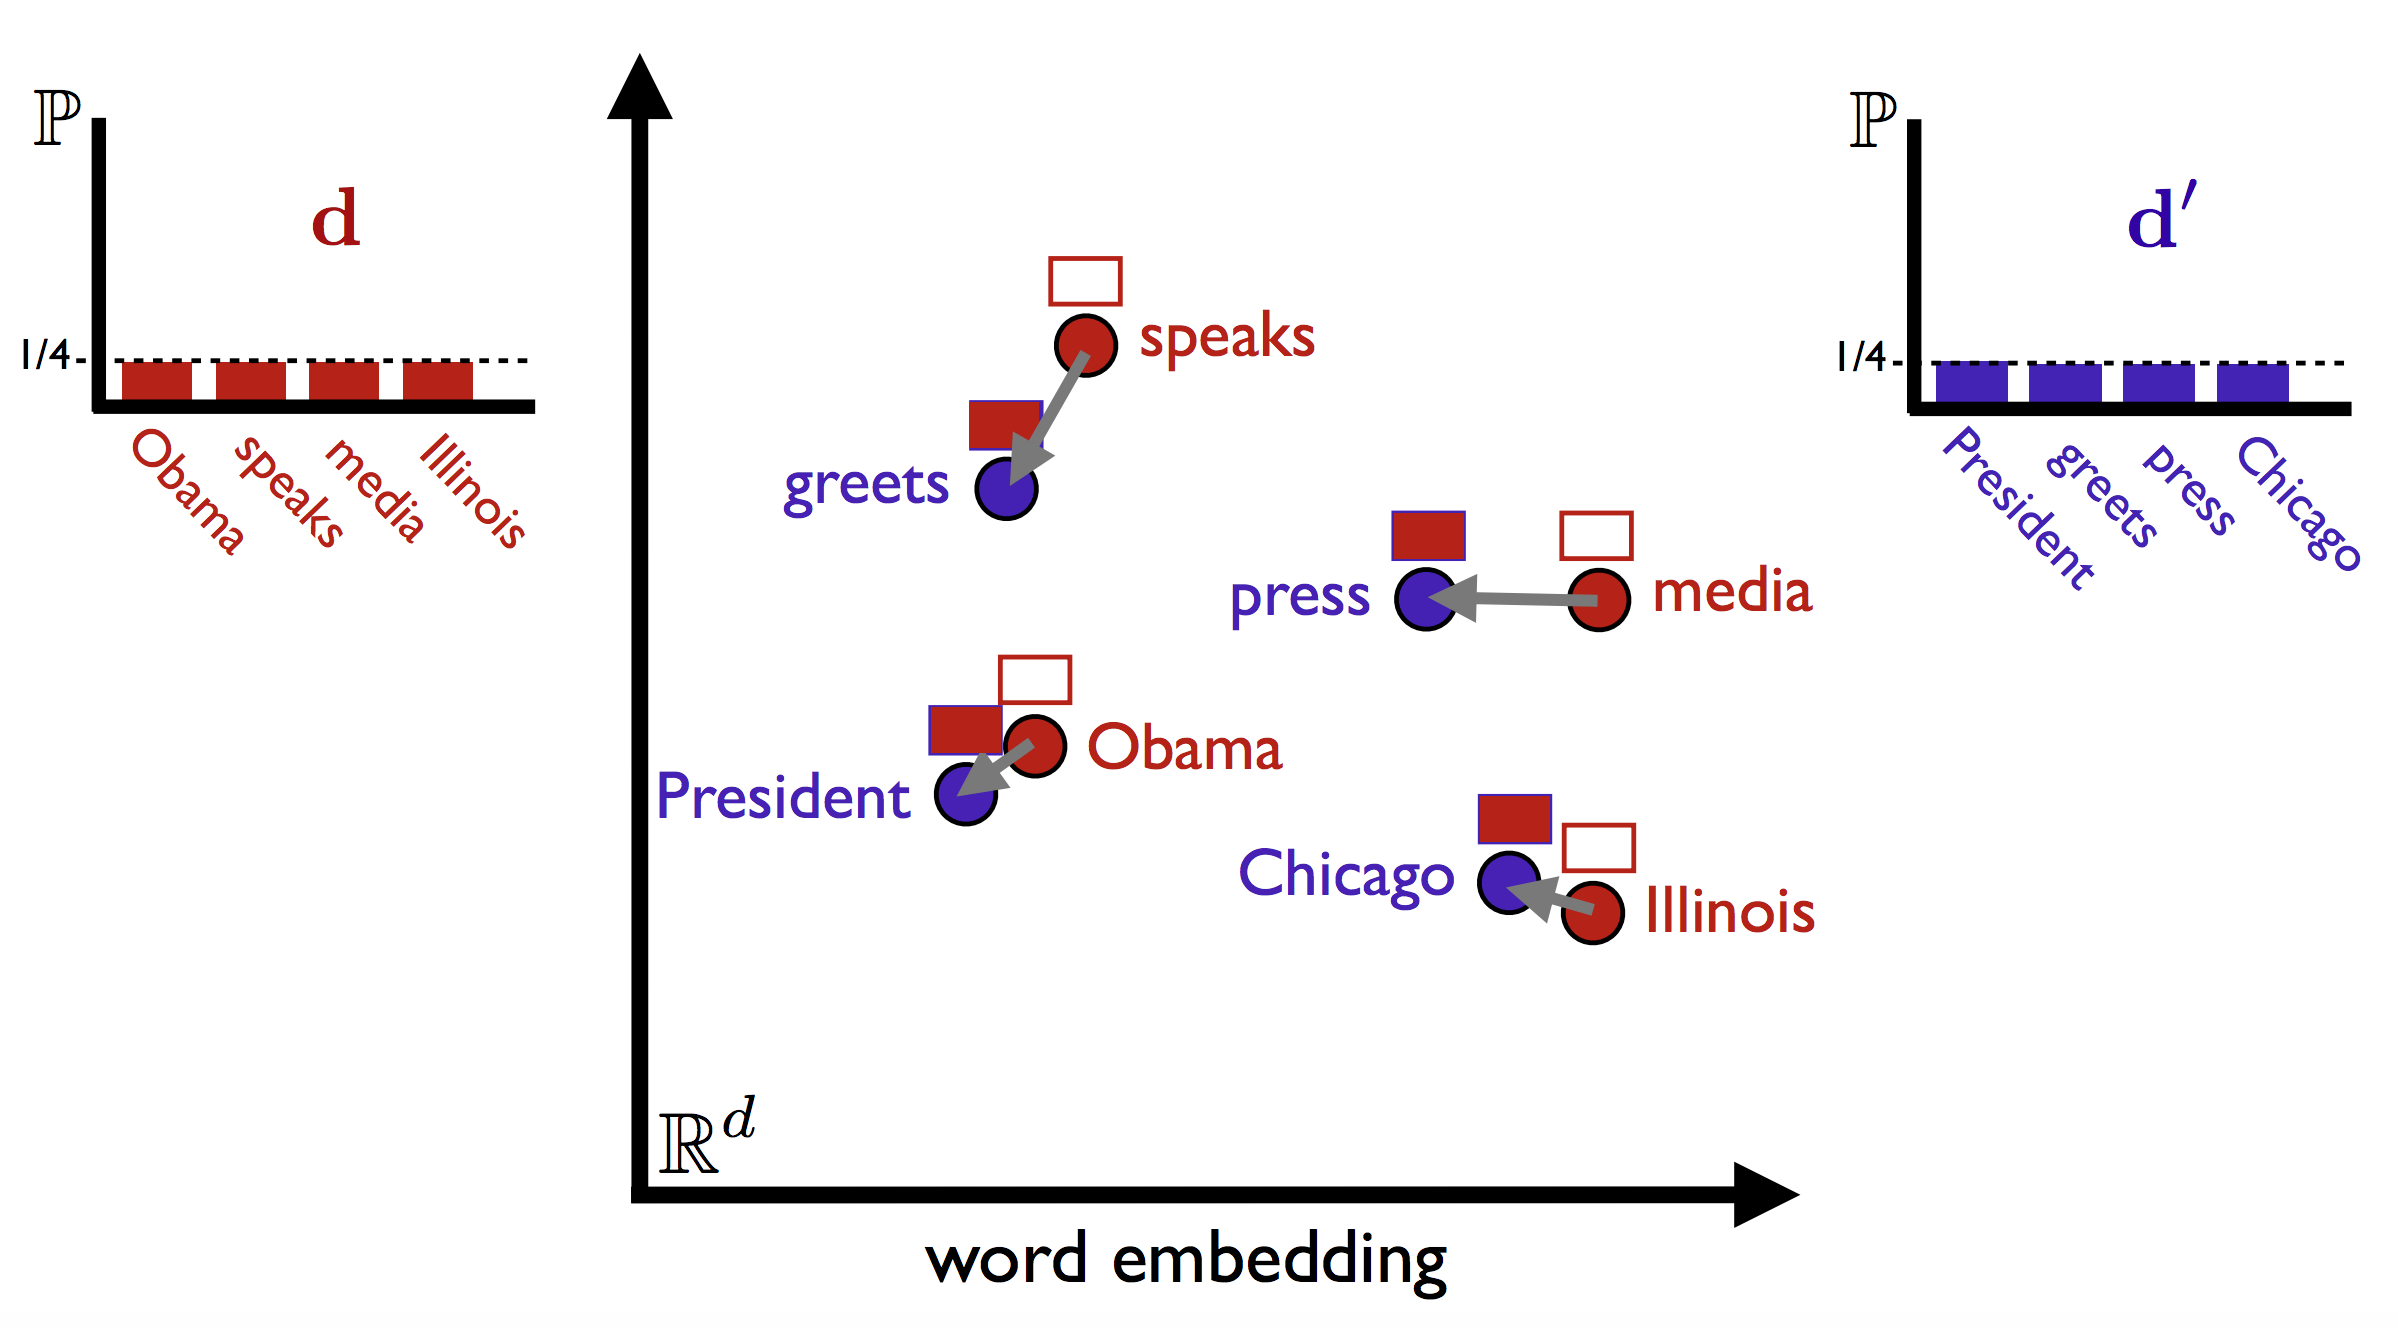 ℙ
d
1/4
Obama
speaks
media
Illinois
speaks
greets
press
media
Obama
President
Chicago
Illinois
ℝᵈ
word embedding
ℙ
d′
1/4
President
greets
press
Chicago